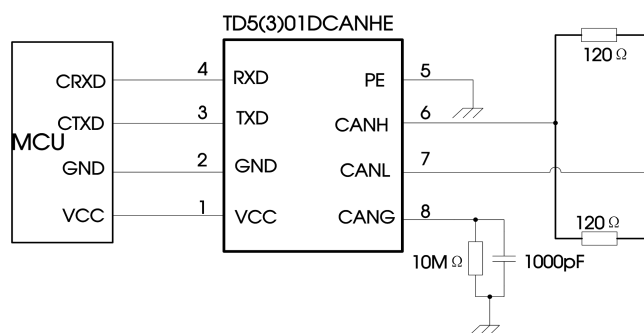 TD5(3)01DCANHE
120Ω
CRXD 4 RXD PE 5
CTXD 3 TXD CANH 6
MCU
GND 2 GND CANL 7
VCC 1 VCC CANG 8
120Ω
10MΩ 1000pF